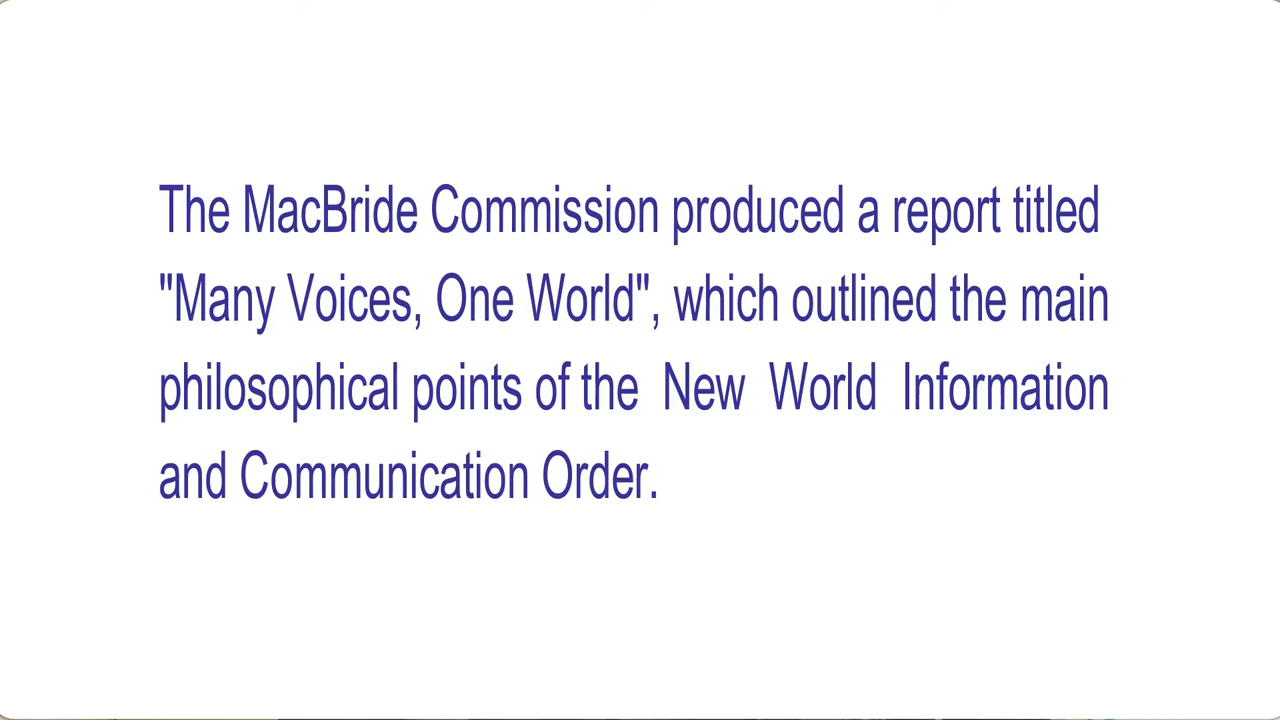 The MacBride Commission produced a report titled
"Many Voices, One World", which outlined the main
philosophical points of the New World Information
and Communication Order.